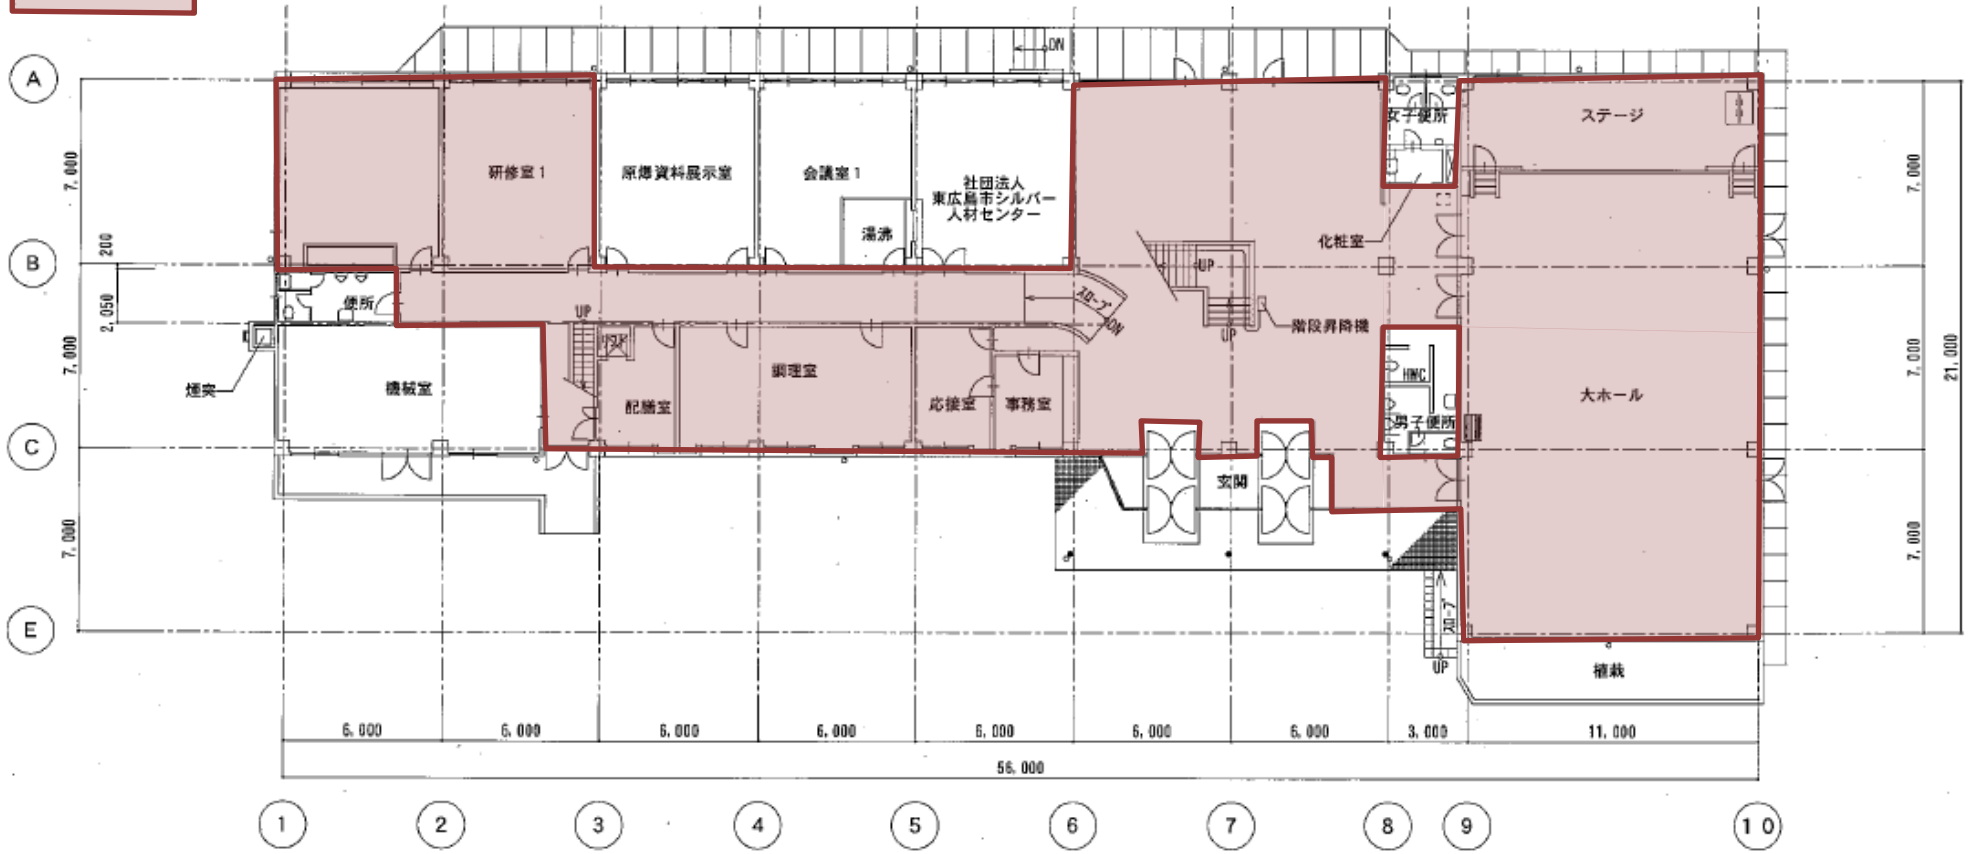 DN
A
女子便所
ステージ
7,000
研修室 1
原爆資料展示室
会議室 1
社団法人
東広島市シルバー
人材センター
7,000
湯沸
化粧室
200
B
UP
スロープ
DN
便所
UP
2,050
UP
階段昇降機
リフト
7,000
煙突
機械室
配膳室
調理室
応接室
事務室
HWC
男子便所
大ホール
7,000
21,000
C
玄関
7,000
7,000
スロープ
E
UP
植栽
6,000
6,000
6,000
6,000
6,000
6,000
6,000
3,000
11,000
56,000
1
2
3
4
5
6
7
8
9
10